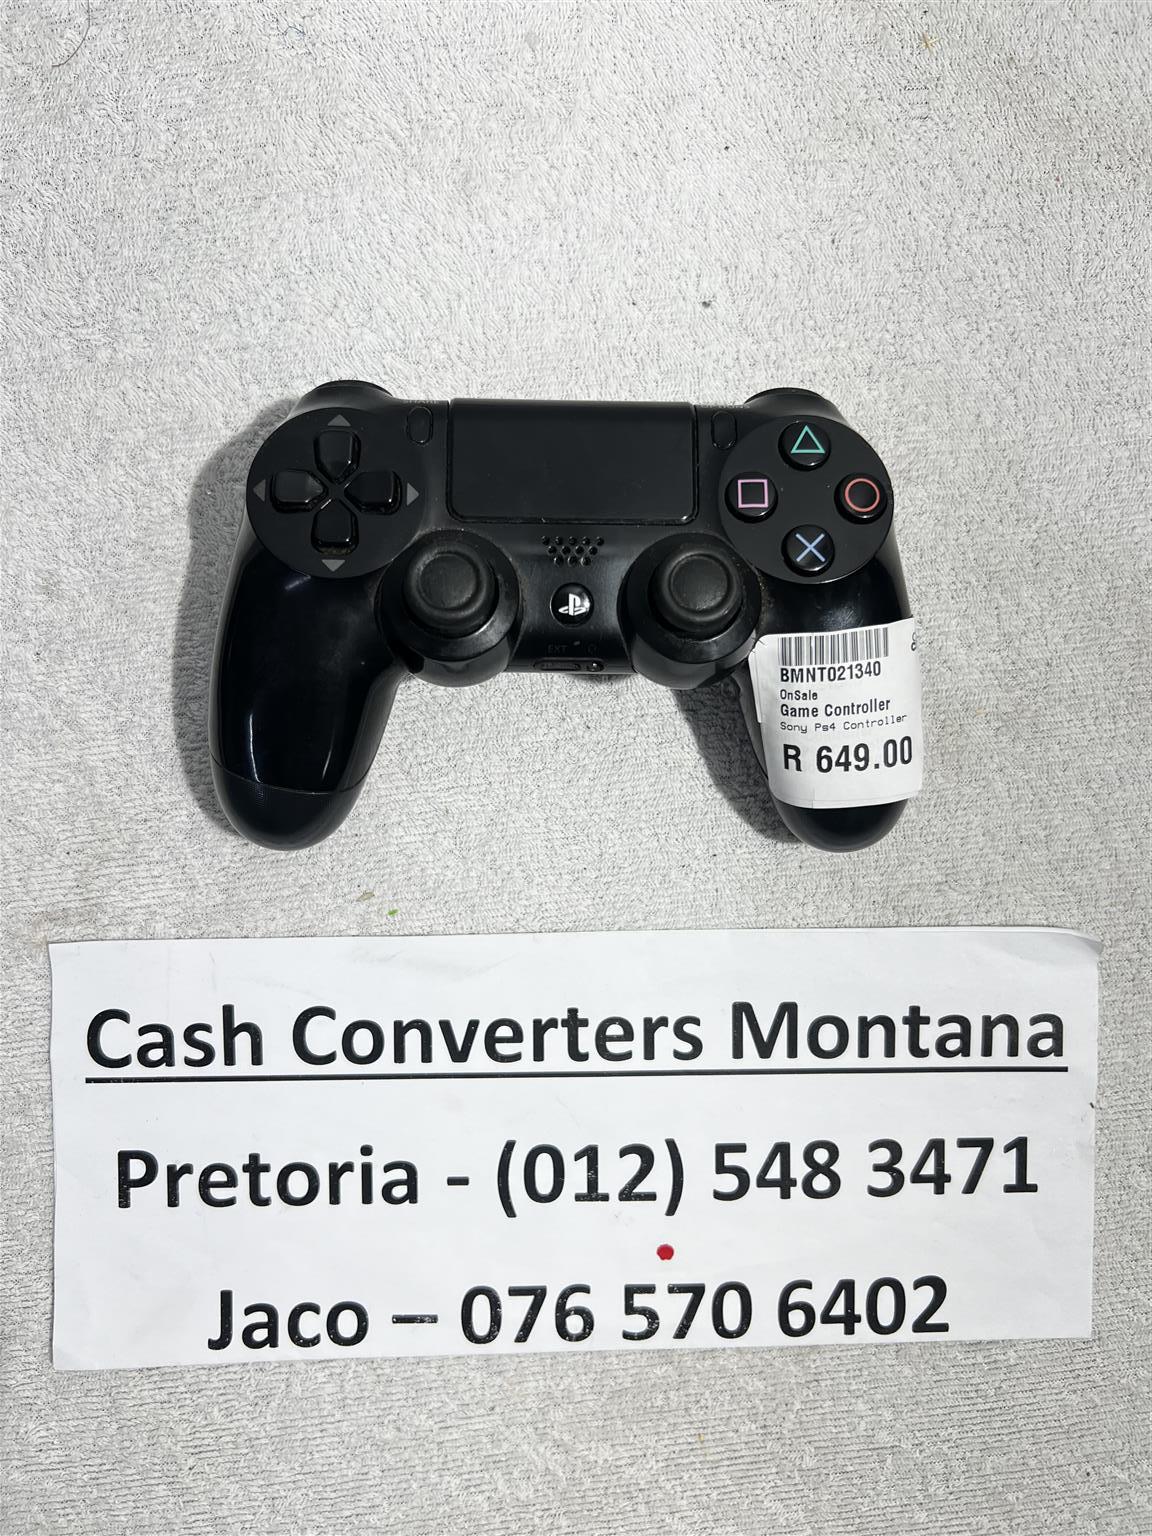 EXT
BMNT021340
OnSale
Game Controller
Sony Ps4 Controller
R 649.00
Cash Converters Montana
Pretoria - (012) 548 3471
Jaco – 076 570 6402